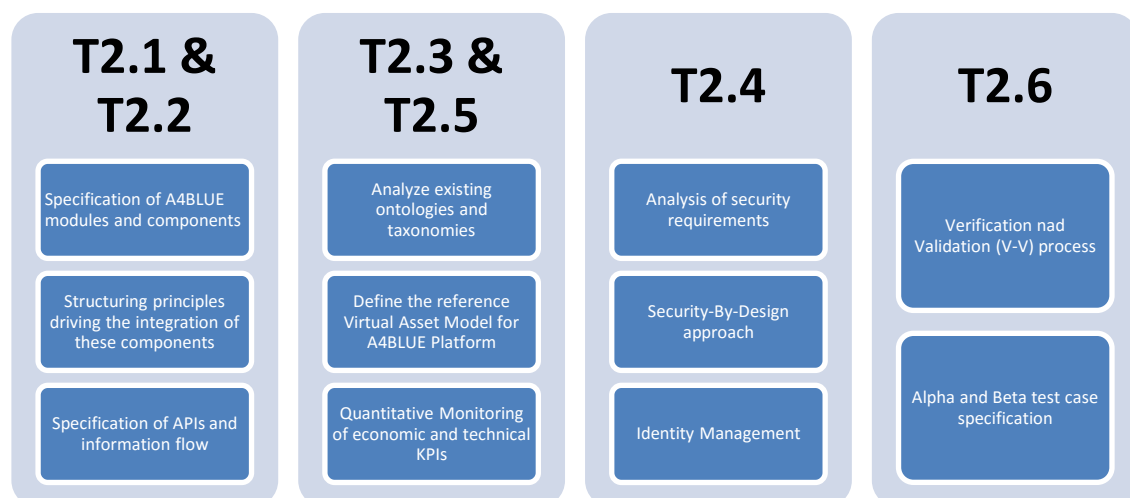 T2.1 &
T2.2
Specification of A4BLUE
modules and components
Structuring principles
driving the integration of
these components
Specification of APIs and
information flow
T2.3 &
T2.5
Analyze existing
ontologies and
taxonomies
Define the reference
Virtual Asset Model for
A4BLUE Platform
Quantitative Monitoring
of economic and technical
KPIs
T2.4
Analysis of security
requirements
Security-By-Design
approach
Identity Management
T2.6
Verification nad
Validation (V-V) process
Alpha and Beta test case
specification